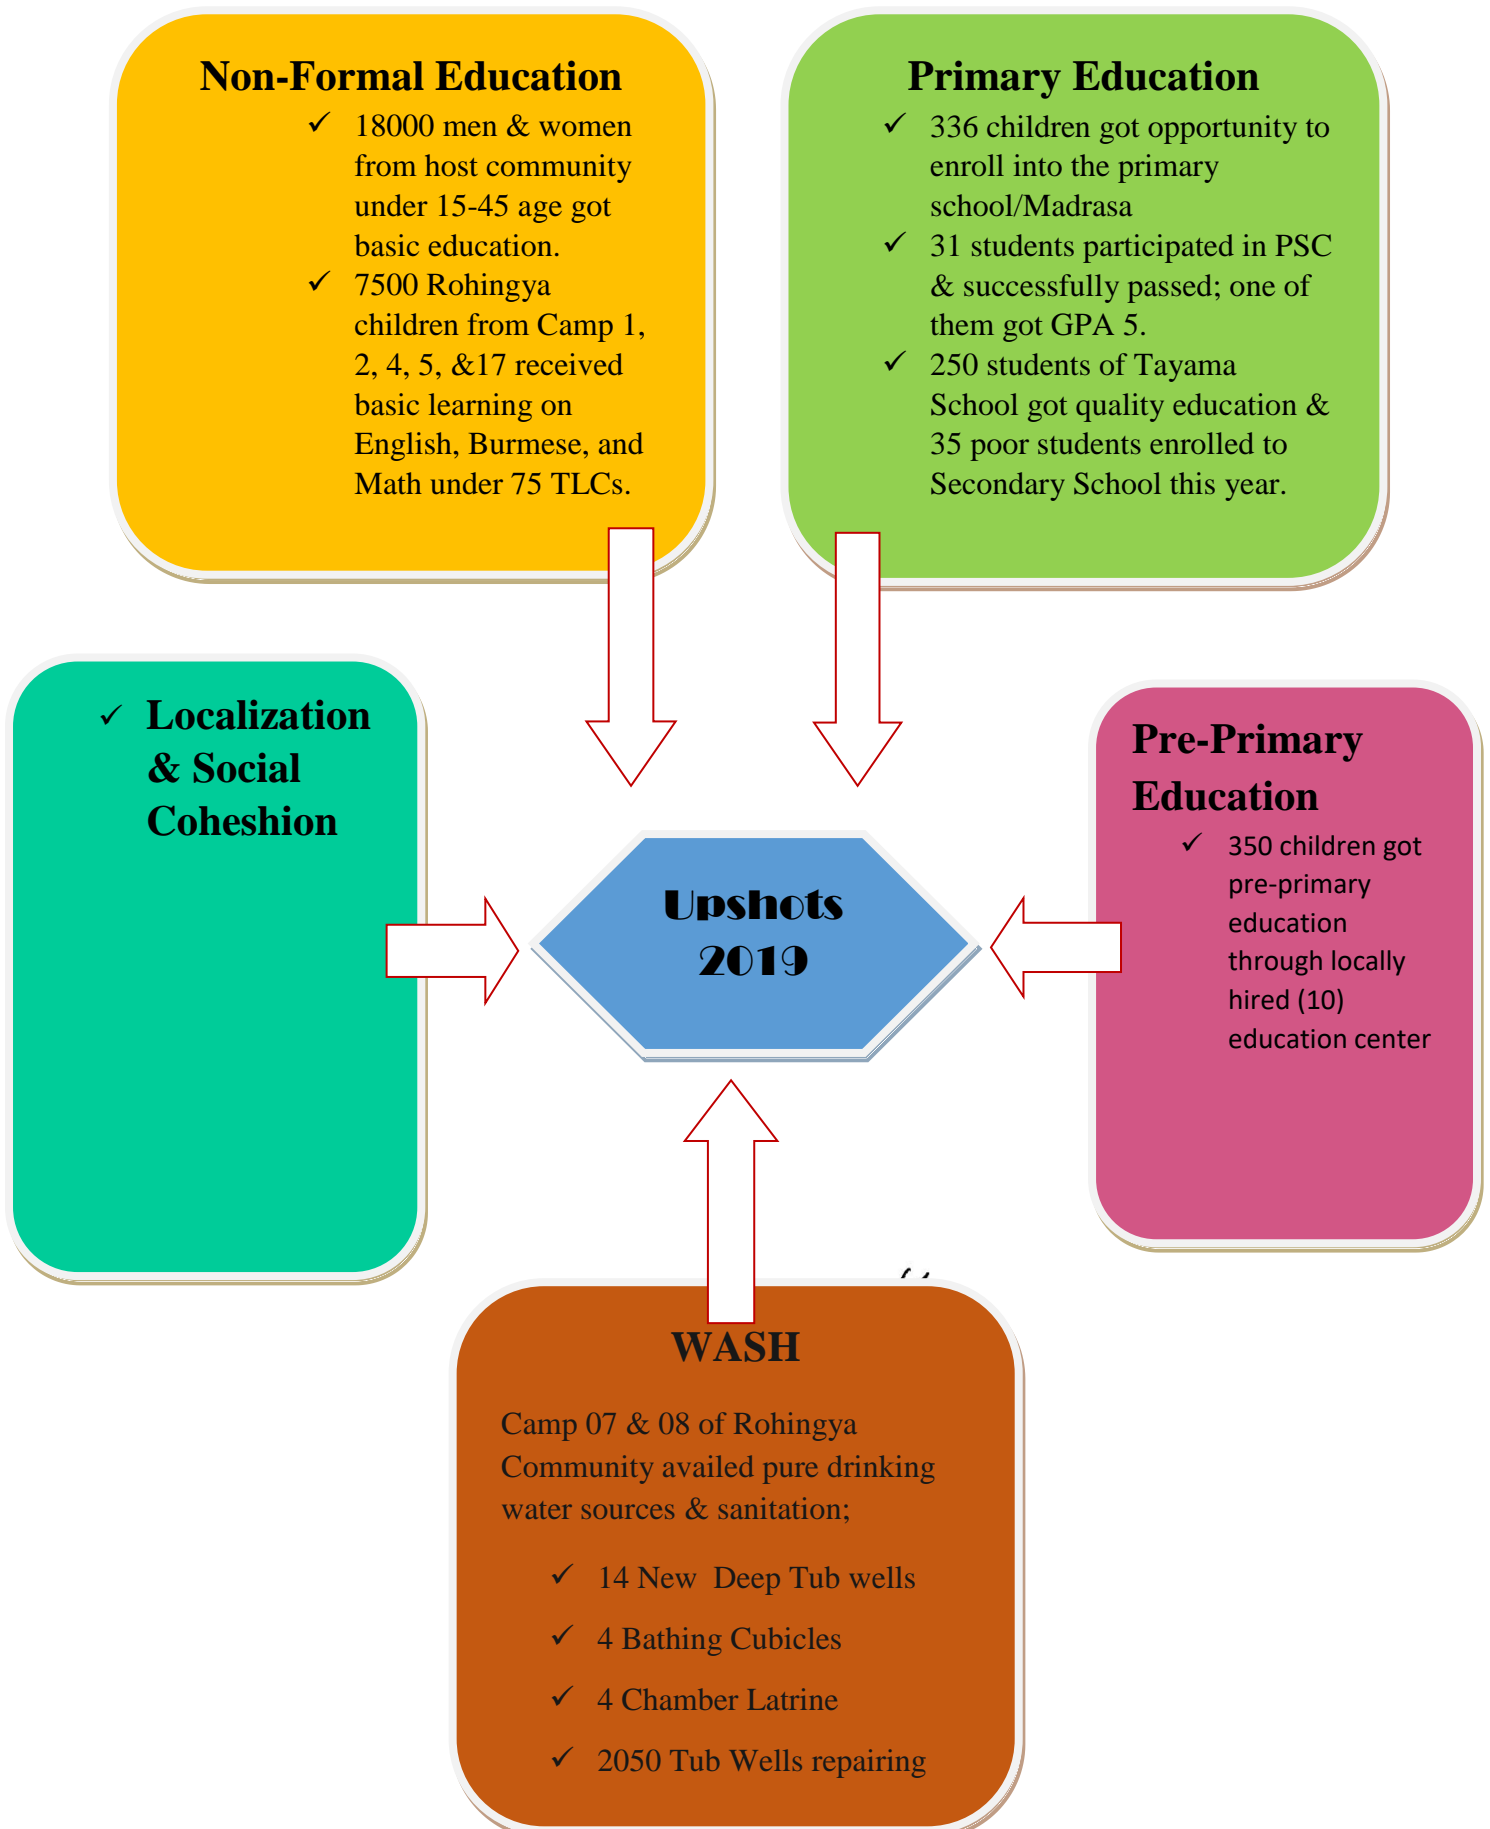 Non-Formal Education
✓ 18000 men & women
from host community
under 15-45 age got
basic education.
✓ 7500 Rohingya
children from Camp 1,
2, 4, 5, &17 received
basic learning on
English, Burmese, and
Math under 75 TLCs.
Primary Education
✓ 336 children got opportunity to
enroll into the primary
school/Madrasa
✓ 31 students participated in PSC
& successfully passed; one of
them got GPA 5.
✓ 250 students of Tayama
School got quality education &
35 poor students enrolled to
Secondary School this year.
✓ Localization
& Social
Coheshion
Pre-Primary
Education
✓ 350 children got
pre-primary
education
through locally
hired (10)
education center
Upshots
2019
WASH
Camp 07 & 08 of Rohingya
Community availed pure drinking
water sources & sanitation;
✓ 14 New  Deep Tub wells
✓ 4 Bathing Cubicles
✓ 4 Chamber Latrine
✓ 2050 Tub Wells repairing